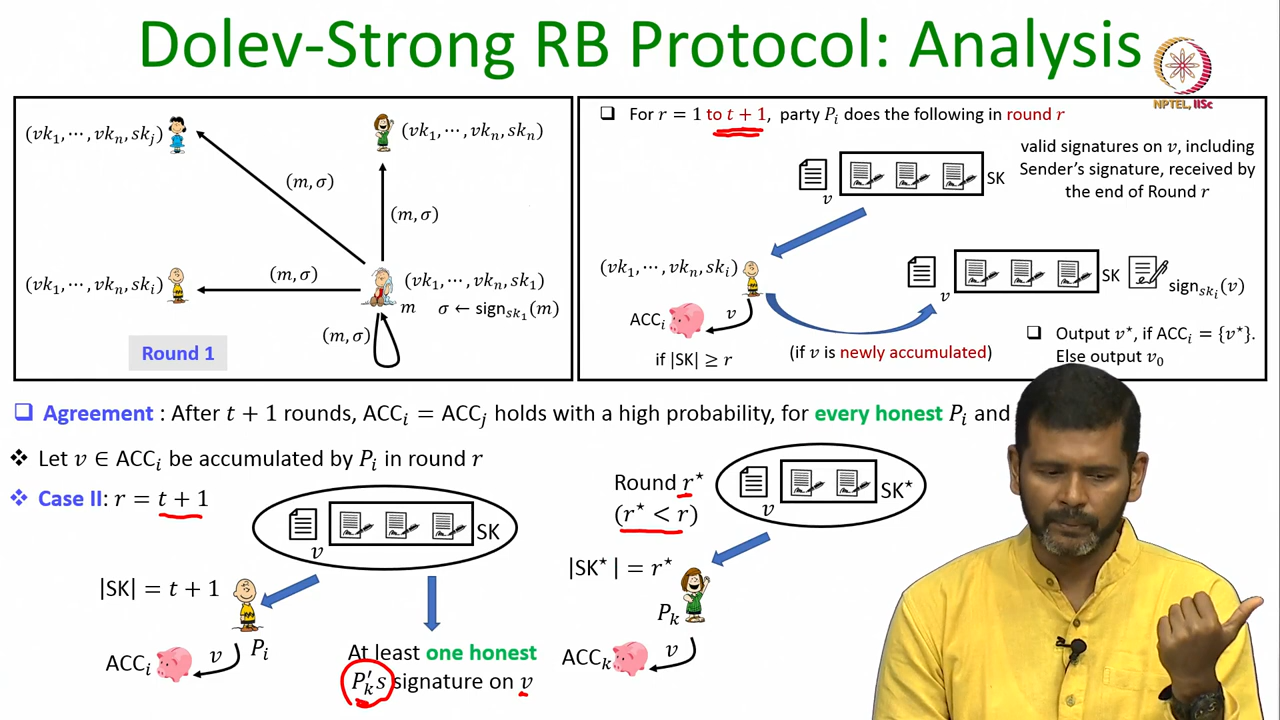 Dolev-Strong RB Protocol: Analysis
NPTEL, IISc
(vk₁, ⋯, vkₙ, skⱼ)
(vk₁, ⋯, vkₙ, skₙ)
(m, σ)
(m, σ)
(vk₁, ⋯, vkₙ, skᵢ)
(m, σ)
(vk₁, ⋯, vkₙ, sk₁)
m σ ← sign_{sk₁}(m)
(m, σ)
Round 1
❑ For r = 1 to t + 1, party Pᵢ does the following in round r
v
SK
valid signatures on v, including
Sender's signature, received by
the end of Round r
(vk₁, ⋯, vkₙ, skᵢ)
v
SK
sign_{skᵢ}(v)
ACCᵢ
v
if |SK| ≥ r
(if v is newly accumulated)
❑ Output v⋆, if ACCᵢ = {v⋆}.
Else output v₀
❑ Agreement : After t + 1 rounds, ACCᵢ = ACCⱼ holds with a high probability, for every honest Pᵢ and
❖ Let v ∈ ACCᵢ be accumulated by Pᵢ in round r
❖ Case II: r = t + 1
v
SK
Round r⋆
(r⋆ < r)
v
SK⋆
|SK| = t + 1
Pᵢ
ACCᵢ
v
At least one honest
P′ₖs signature on v
|SK⋆| = r⋆
Pₖ
ACCₖ
v